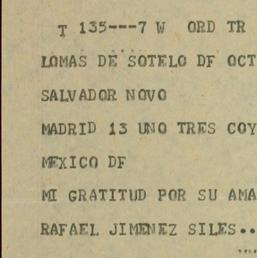 T 135---7 W ORD TR
LOMAS DE SOTELO DF OCT
SALVADOR NOVO
MADRID 13 UNO TRES COY
MEXICO DF
MI GRATITUD POR SU AMA
RAFAEL JIMENEZ SILES..